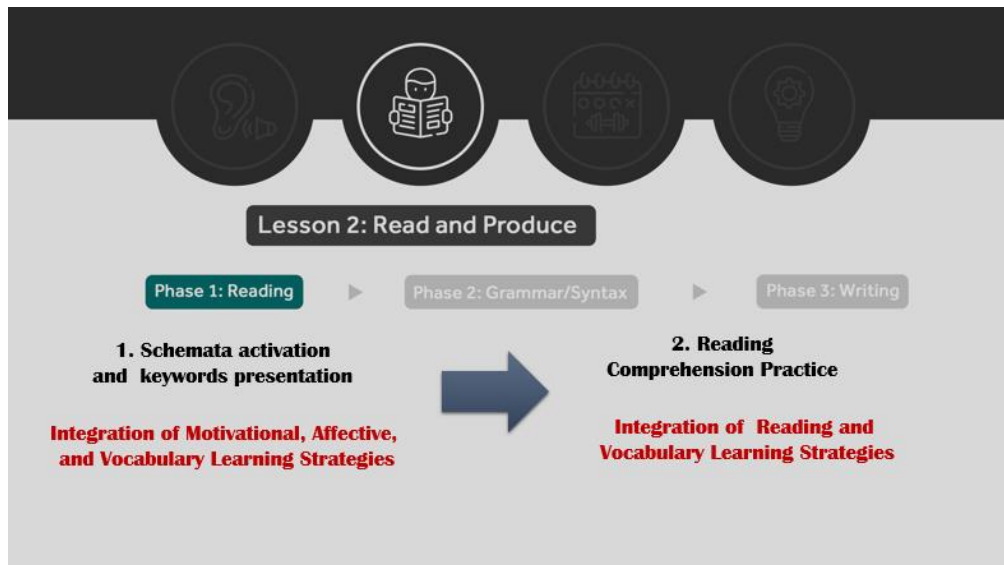 Lesson 2: Read and Produce
Phase 1: Reading
Phase 2: Grammar/Syntax
Phase 3: Writing
1. Schemata activation
and keywords presentation
Integration of Motivational, Affective,
and Vocabulary Learning Strategies
2. Reading
Comprehension Practice
Integration of Reading and
Vocabulary Learning Strategies